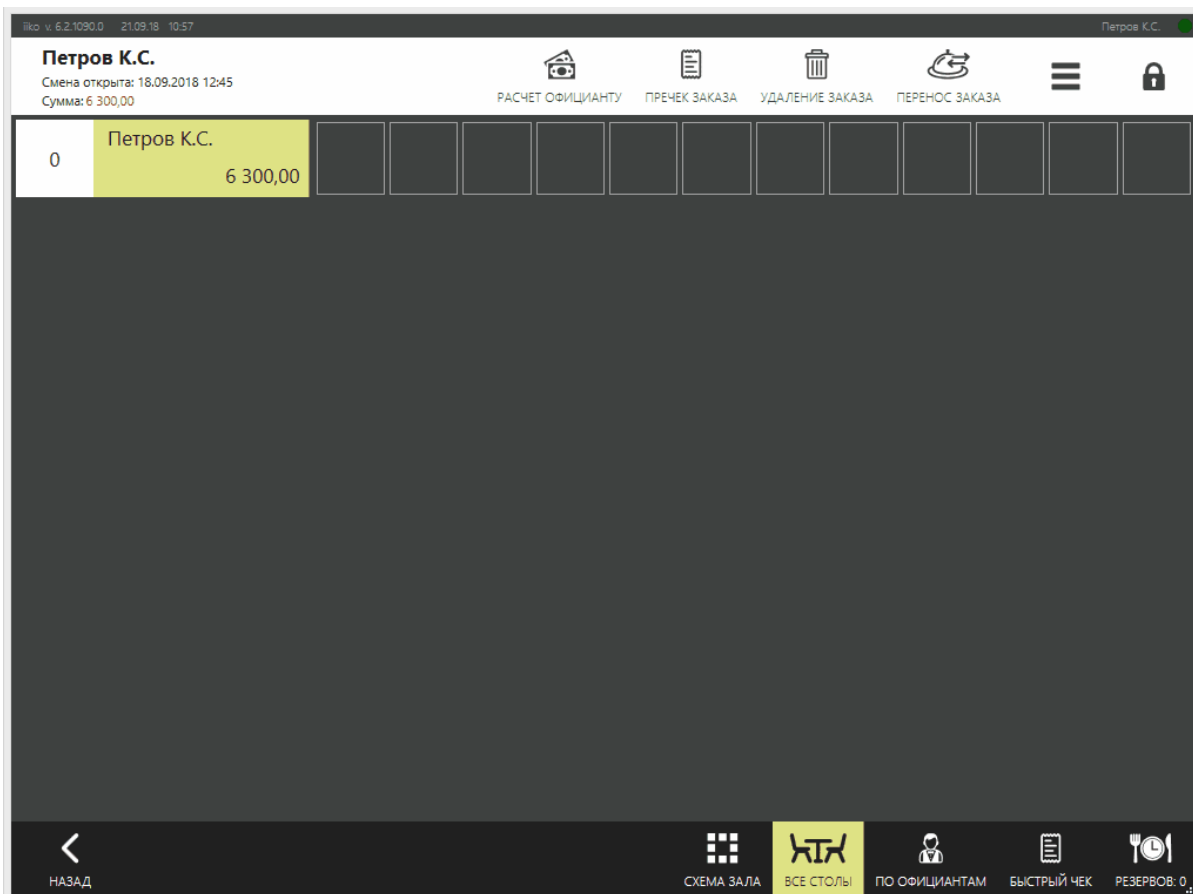 iiko v. 6.2.1090.0 21.09.18 10:57 Петров К.С.
Петров К.С.
Смена открыта: 18.09.2018 12:45
Сумма: 6 300,00
РАСЧЕТ ОФИЦИАНТУ ПРЕЧЕК ЗАКАЗА УДАЛЕНИЕ ЗАКАЗА ПЕРЕНОС ЗАКАЗА
0 Петров К.С.
6 300,00
НАЗАД СХЕМА ЗАЛА ВСЕ СТОЛЫ ПО ОФИЦИАНТАМ БЫСТРЫЙ ЧЕК РЕЗЕРВОВ: 0